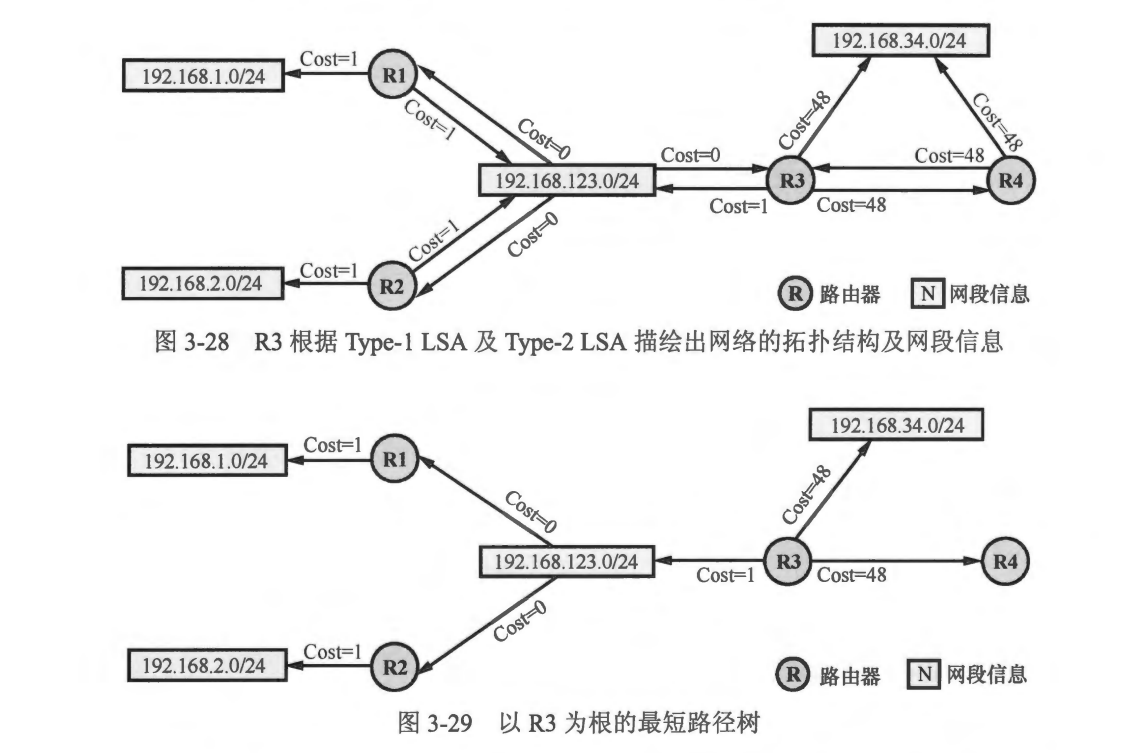 Cost=1
192.168.1.0/24
R1
Cost=1
Cost=0
192.168.34.0/24
Cost=48
Cost=48
Cost=0
Cost=48
192.168.123.0/24
R3
R4
Cost=1
Cost=48
Cost=1
Cost=0
Cost=1
192.168.2.0/24
R2
R 路由器 N 网段信息
图 3-28 R3 根据 Type-1 LSA 及 Type-2 LSA 描绘出网络的拓扑结构及网段信息
192.168.34.0/24
Cost=1
192.168.1.0/24
R1
Cost=0
Cost=48
192.168.123.0/24
R3
R4
Cost=1
Cost=48
Cost=0
Cost=1
192.168.2.0/24
R2
R 路由器 N 网段信息
图 3-29 以 R3 为根的最短路径树